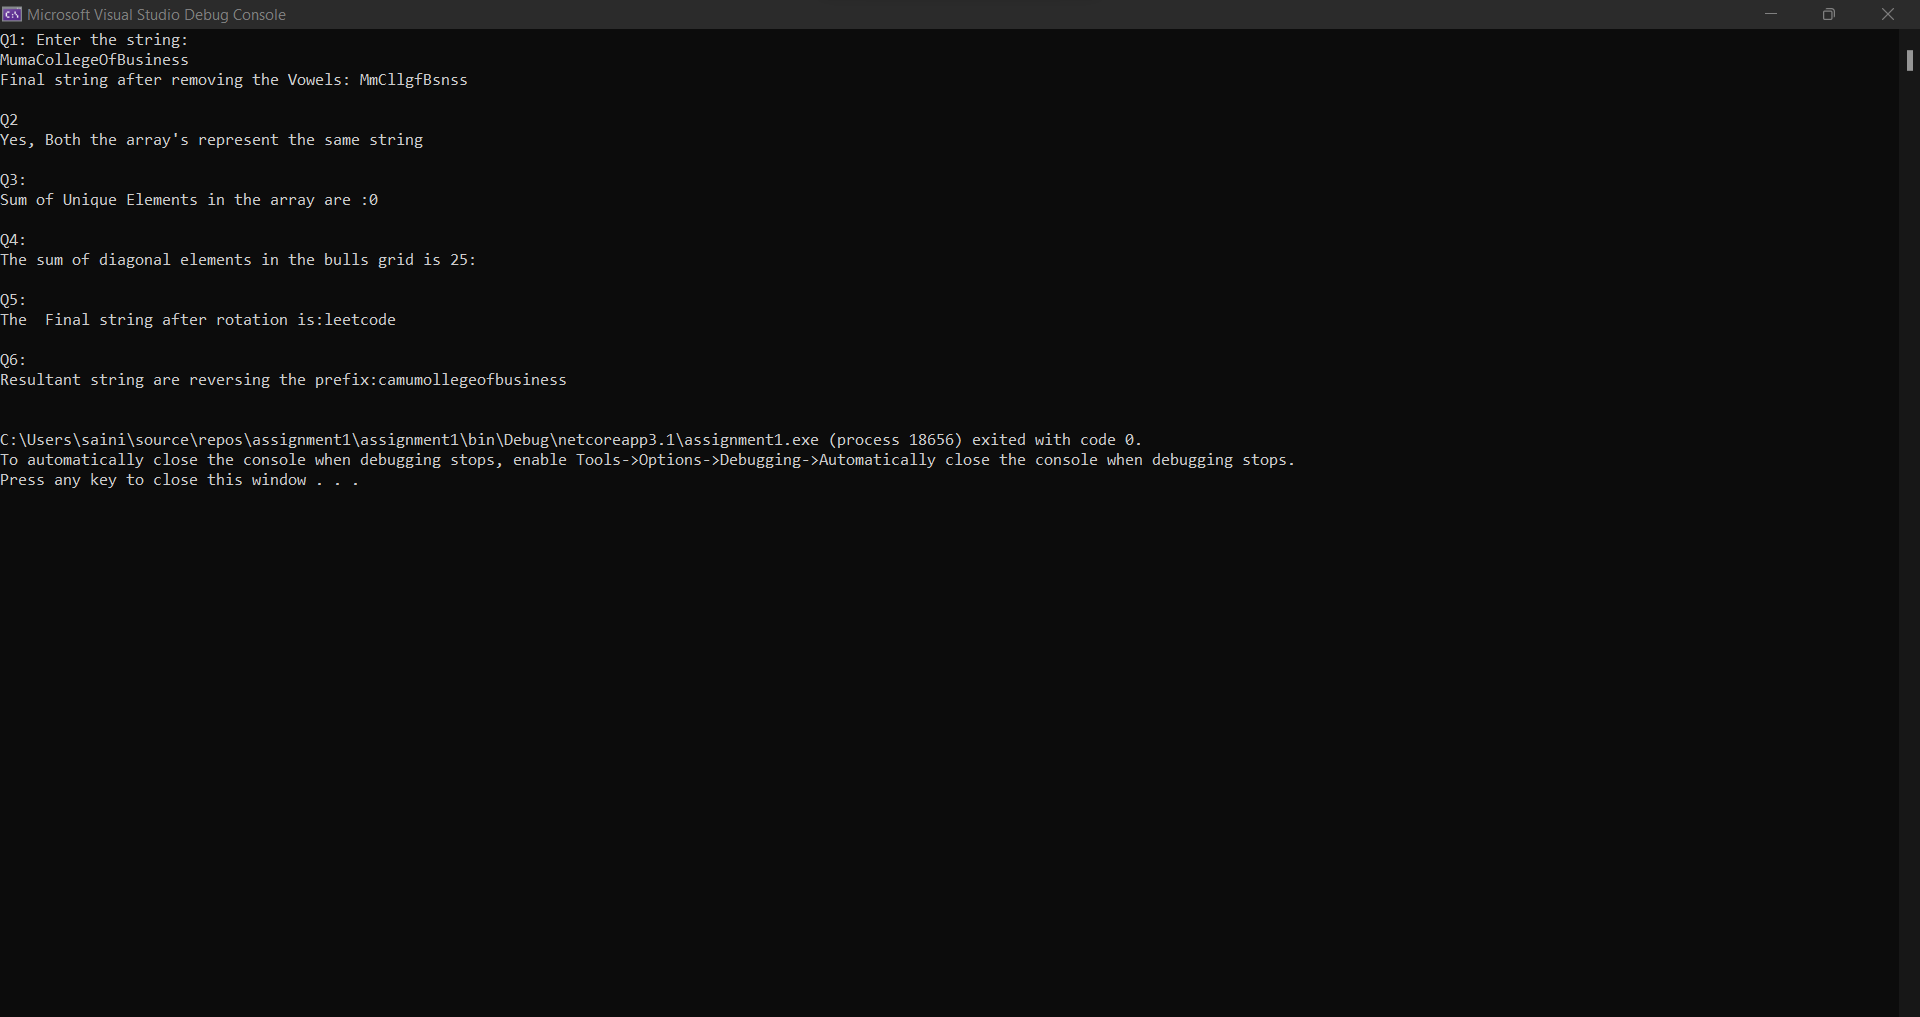 Microsoft Visual Studio Debug Console
Q1: Enter the string:
MumaCollegeOfBusiness
Final string after removing the Vowels: MmCllgfBsnss
Q2
Yes, Both the array's represent the same string
Q3:
Sum of Unique Elements in the array are :0
Q4:
The sum of diagonal elements in the bulls grid is 25:
Q5:
The  Final string after rotation is:leetcode
Q6:
Resultant string are reversing the prefix:camumollegeofbusiness
C:\Users\saini\source\repos\assignment1\assignment1\bin\Debug\netcoreapp3.1\assignment1.exe (process 18656) exited with code 0.
To automatically close the console when debugging stops, enable Tools->Options->Debugging->Automatically close the console when debugging stops.
Press any key to close this window . . .